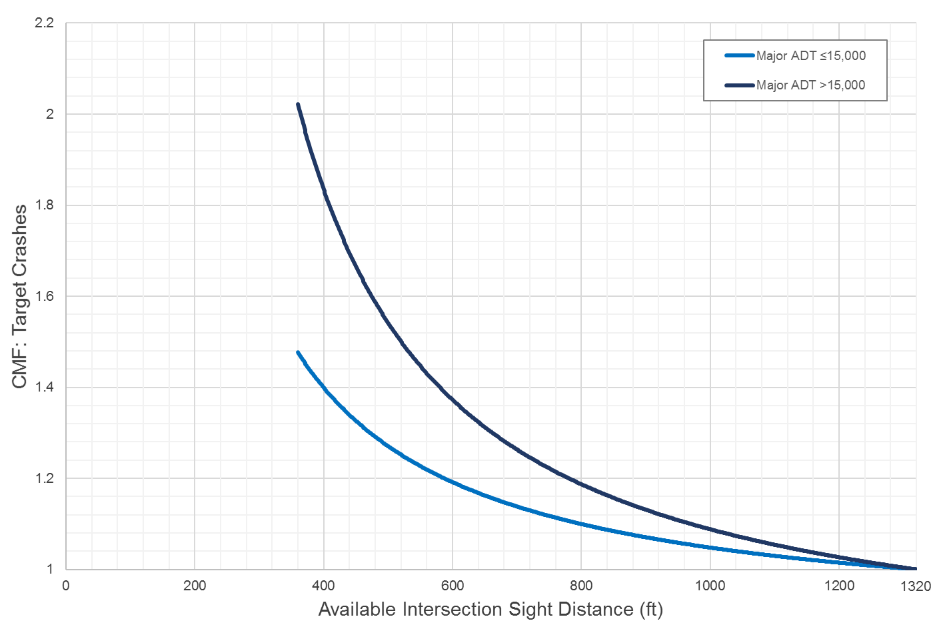 2.2
2
1.8
1.6
1.4
1.2
1
CMF: Target Crashes
Major ADT ≤15,000
Major ADT >15,000
0 200 400 600 800 1000 1200 1320
Available Intersection Sight Distance (ft)